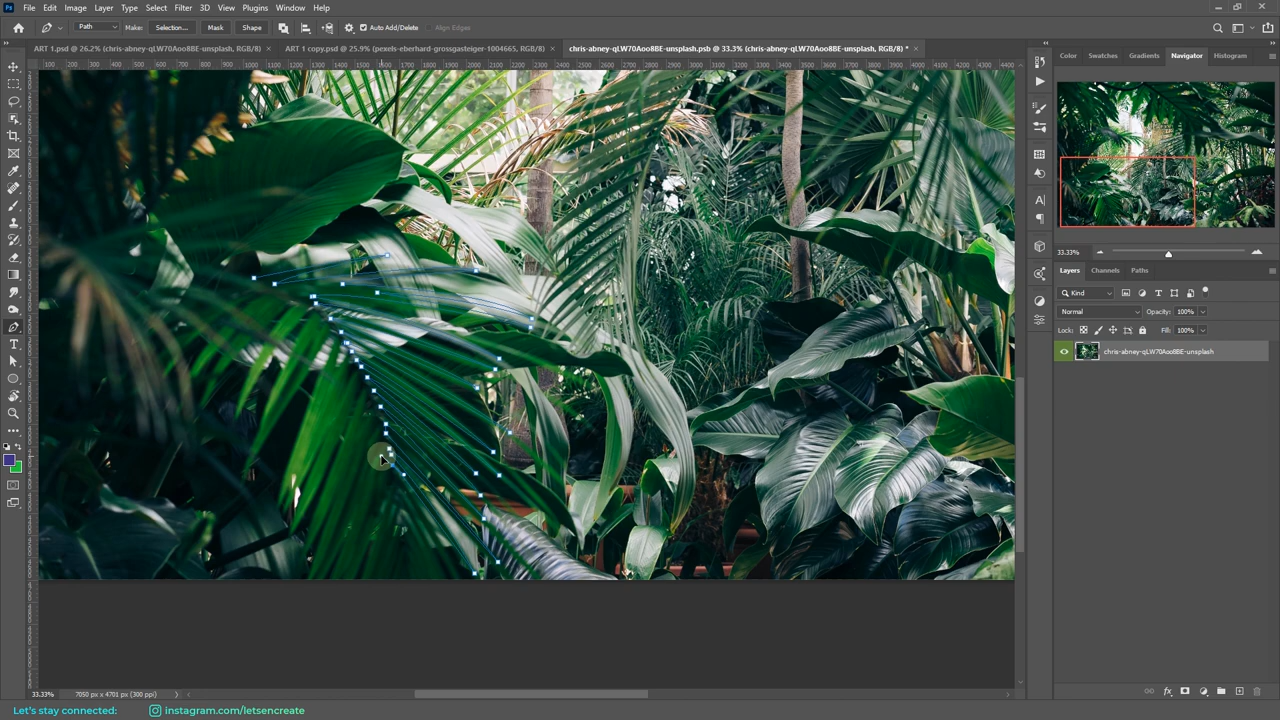 Ps File Edit Image Layer Type Select Filter 3D View Plugins Window Help
Path Make: Selection... Mask Shape Auto Add/Delete Align Edges
ART 1.psd @ 26.2% (chris-abney-qLW70Aoo8BE-unsplash, RGB/8) × ART 1 copy.psd @ 25.9% (pexels-eberhard-grossgasteiger-1004665, RGB/8) × chris-abney-qLW70Aoo8BE-unsplash.psb @ 33.3% (chris-abney-qLW70Aoo8BE-unsplash, RGB/8) * ×
Color Swatches Gradients Navigator Histogram
33.33%
Layers Channels Paths
Kind
Normal Opacity: 100%
Lock: Fill: 100%
chris-abney-qLW70Aoo8BE-unsplash
33.33% 7050 px x 4701 px (300 ppi)
Let's stay connected: instagram.com/letsencreate